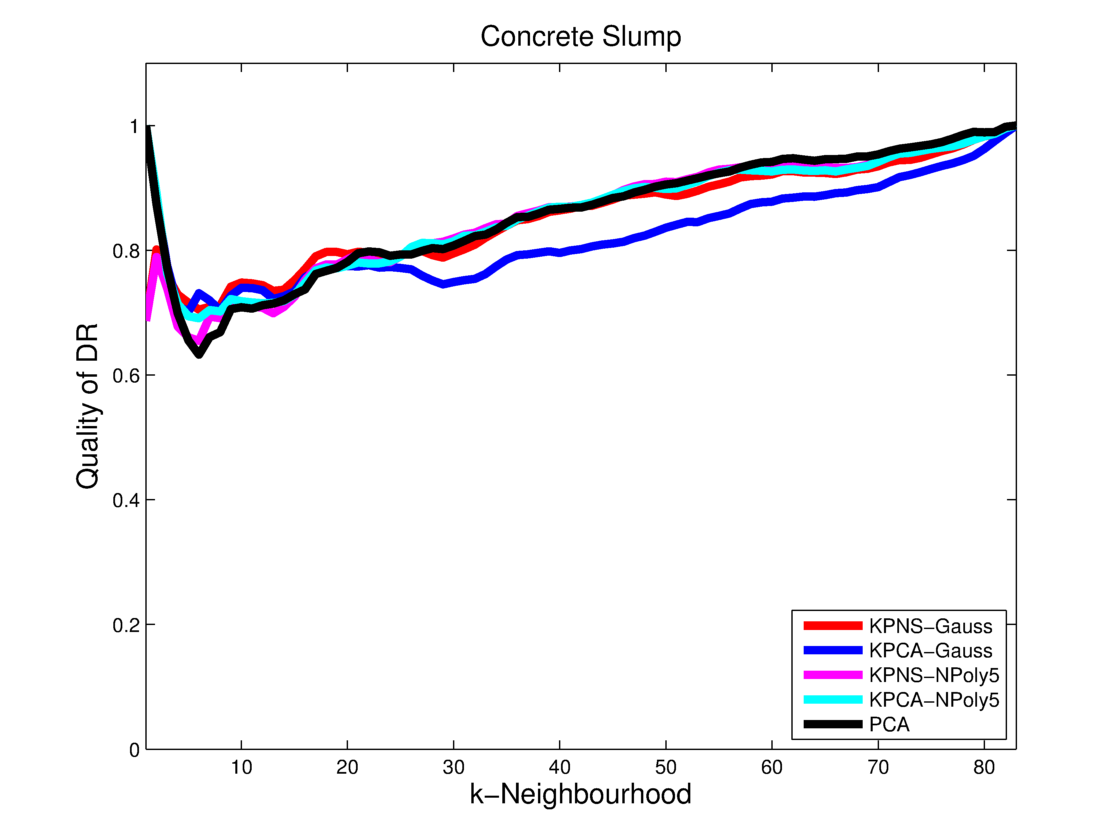 Concrete Slump
Quality of DR
1
0.8
0.6
0.4
0.2
0
10 20 30 40 50 60 70 80
k−Neighbourhood
KPNS−Gauss
KPCA−Gauss
KPNS−NPoly5
KPCA−NPoly5
PCA